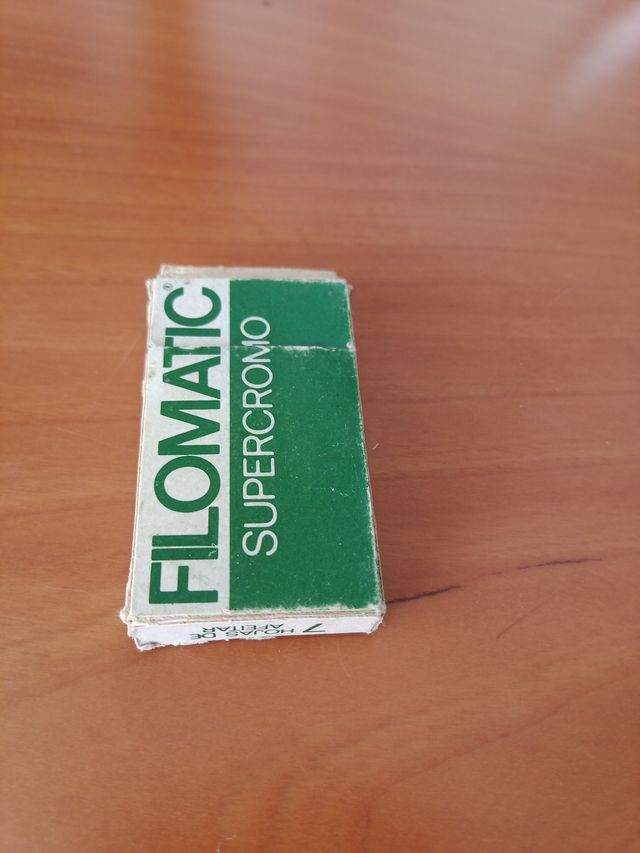 FILOMATIC®
SUPERCROMO
7 HOJAS DE
AFEITAR